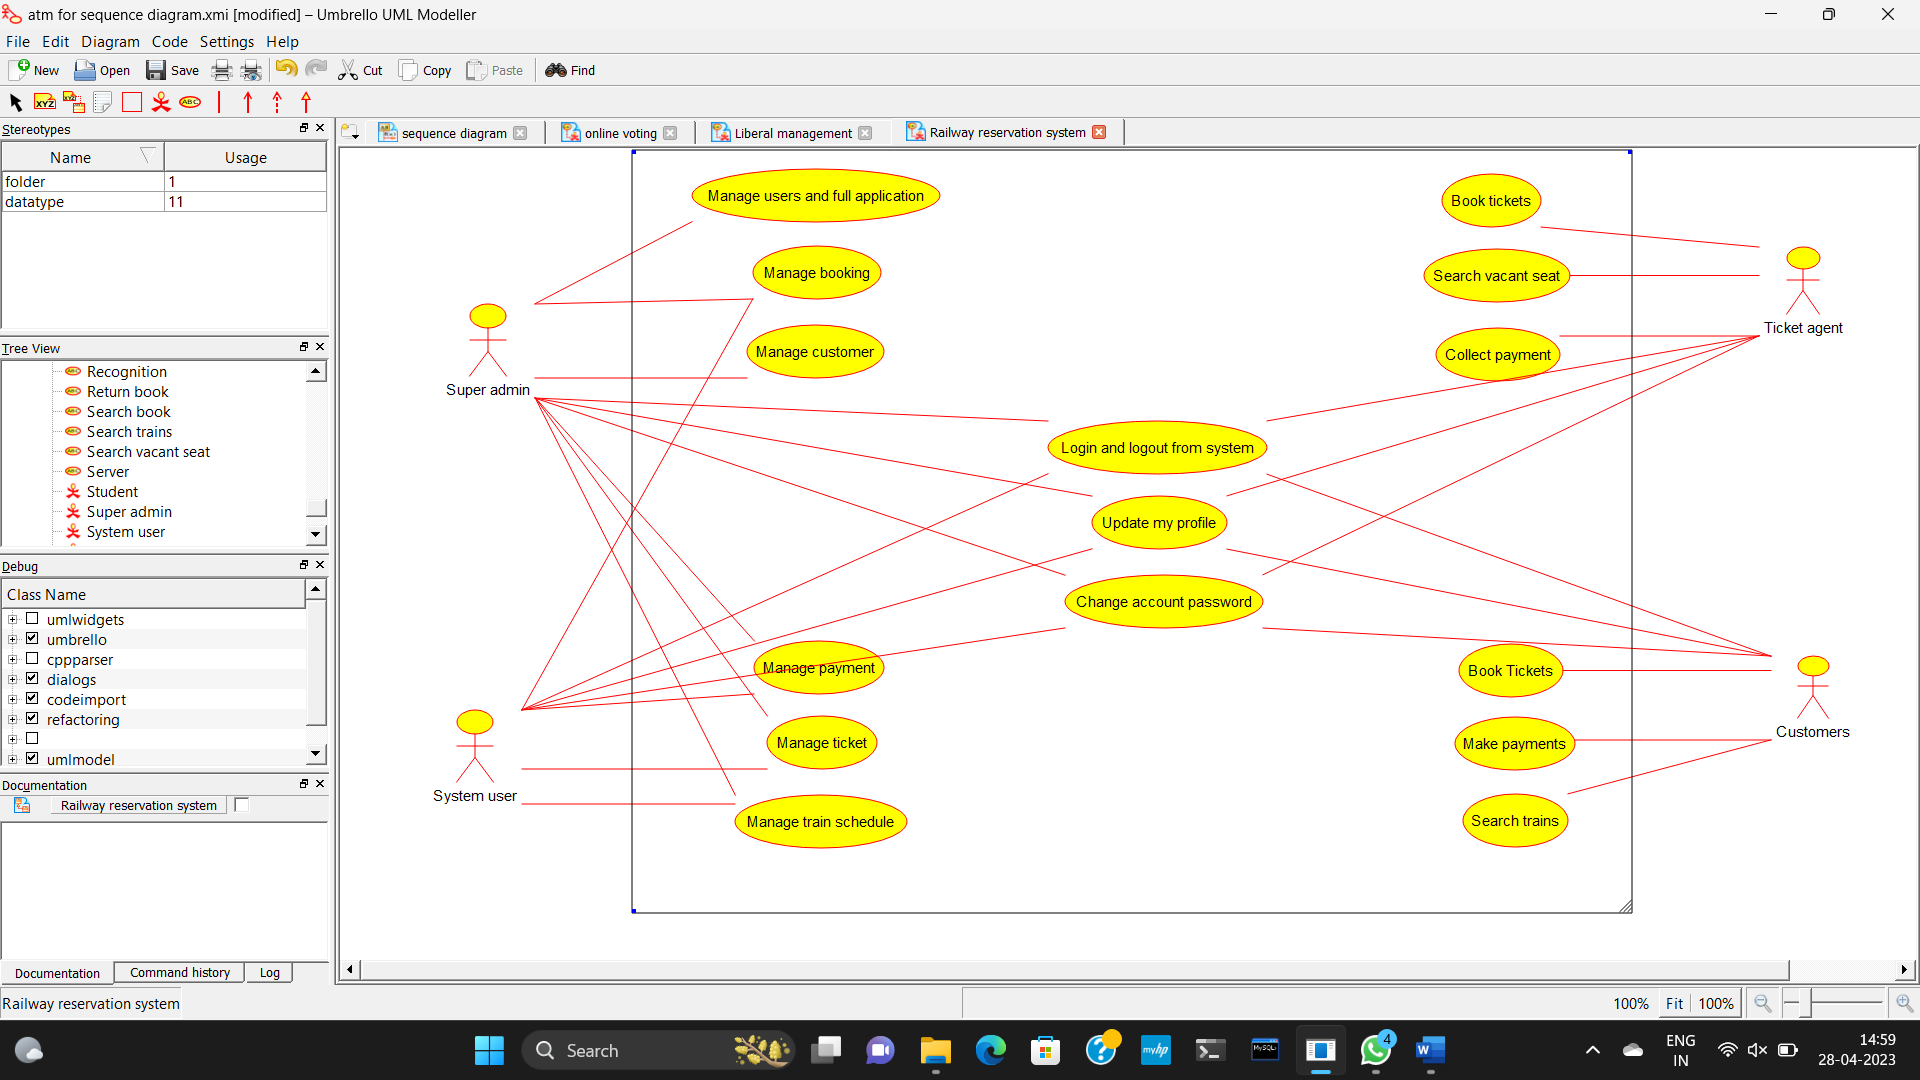 atm for sequence diagram.xmi [modified] – Umbrello UML Modeller
File Edit Diagram Code Settings Help
New Open Save Cut Copy Paste Find
XYZ XYZ ABC
Stereotypes
Name Usage
folder 1
datatype 11
Tree View
Recognition
Return book
Search book
Search trains
Search vacant seat
Server
Student
Super admin
System user
Debug
Class Name
umlwidgets
umbrello
cppparser
dialogs
codeimport
refactoring
umlmodel
Documentation
Railway reservation system
Documentation Command history Log
sequence diagram online voting Liberal management Railway reservation system
Manage users and full application
Book tickets
Manage booking
Search vacant seat
Ticket agent
Manage customer
Collect payment
Super admin
Login and logout from system
Update my profile
Change account password
Manage payment
Book Tickets
Customers
Manage ticket
Make payments
System user
Manage train schedule
Search trains
Railway reservation system
100% Fit 100%
Search
myhp
MySQL
4
W
ENG
IN
14:59
28-04-2023